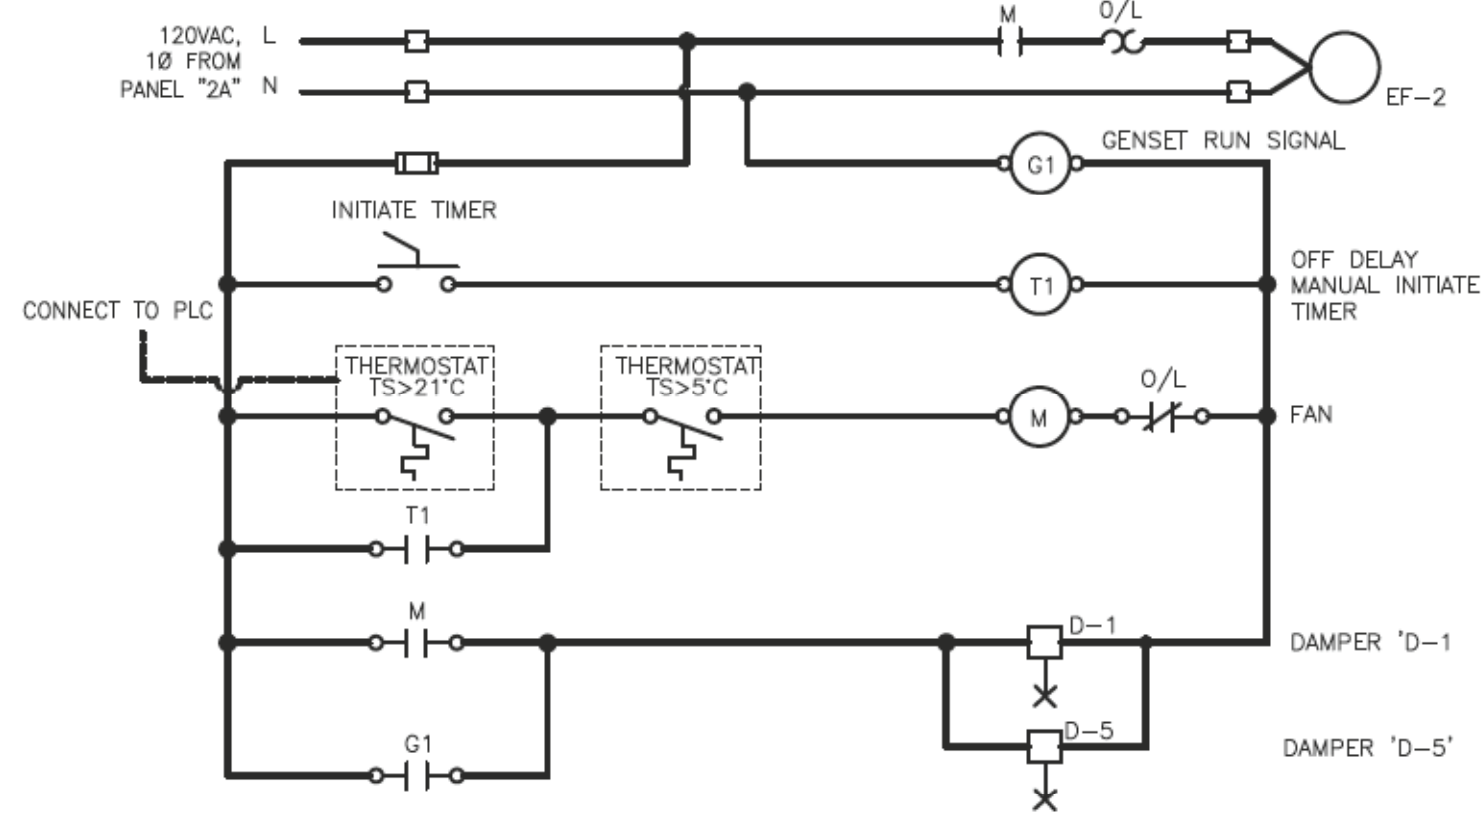 M
O/L
120VAC, L
1Ø FROM
PANEL "2A" N
EF-2
GENSET RUN SIGNAL
G1
INITIATE TIMER
OFF DELAY
MANUAL INITIATE
TIMER
T1
CONNECT TO PLC
THERMOSTAT
TS>21°C
THERMOSTAT
TS>5°C
O/L
M
FAN
T1
M
D-1
DAMPER 'D-1
G1
D-5
DAMPER 'D-5'